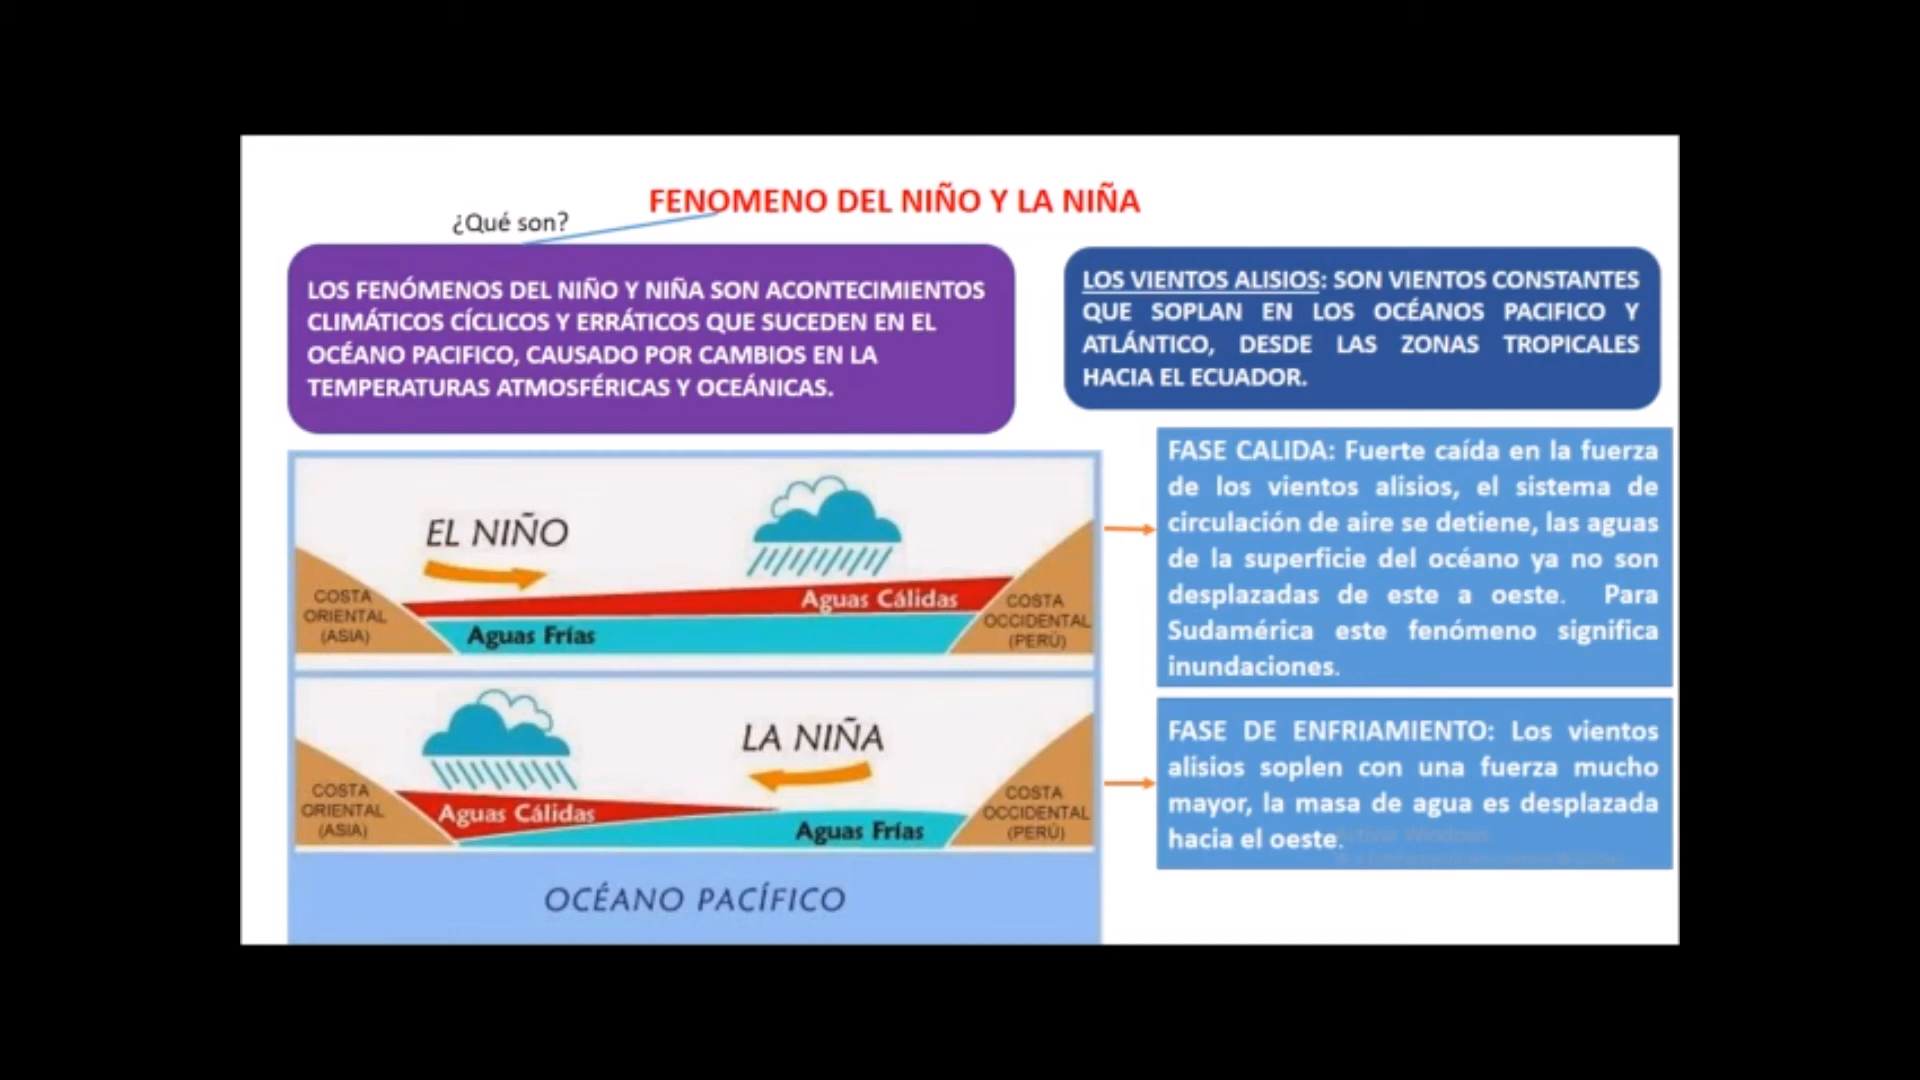 FENOMENO DEL NIÑO Y LA NIÑA
¿Qué son?
LOS FENÓMENOS DEL NIÑO Y NIÑA SON ACONTECIMIENTOS
CLIMÁTICOS CÍCLICOS Y ERRÁTICOS QUE SUCEDEN EN EL
OCÉANO PACIFICO, CAUSADO POR CAMBIOS EN LA
TEMPERATURAS ATMOSFÉRICAS Y OCEÁNICAS.
LOS VIENTOS ALISIOS: SON VIENTOS CONSTANTES
QUE SOPLAN EN LOS OCÉANOS PACIFICO Y
ATLÁNTICO, DESDE LAS ZONAS TROPICALES
HACIA EL ECUADOR.
EL NIÑO
COSTA
ORIENTAL
(ASIA)
Aguas Cálidas
Aguas Frías
COSTA
OCCIDENTAL
(PERÚ)
FASE CALIDA: Fuerte caída en la fuerza
de los vientos alisios, el sistema de
circulación de aire se detiene, las aguas
de la superficie del océano ya no son
desplazadas de este a oeste. Para
Sudamérica este fenómeno significa
inundaciones.
LA NIÑA
COSTA
ORIENTAL
(ASIA)
Aguas Cálidas
Aguas Frías
COSTA
OCCIDENTAL
(PERÚ)
FASE DE ENFRIAMIENTO: Los vientos
alisios soplen con una fuerza mucho
mayor, la masa de agua es desplazada
hacia el oeste.
Activar Windows
OCÉANO PACÍFICO